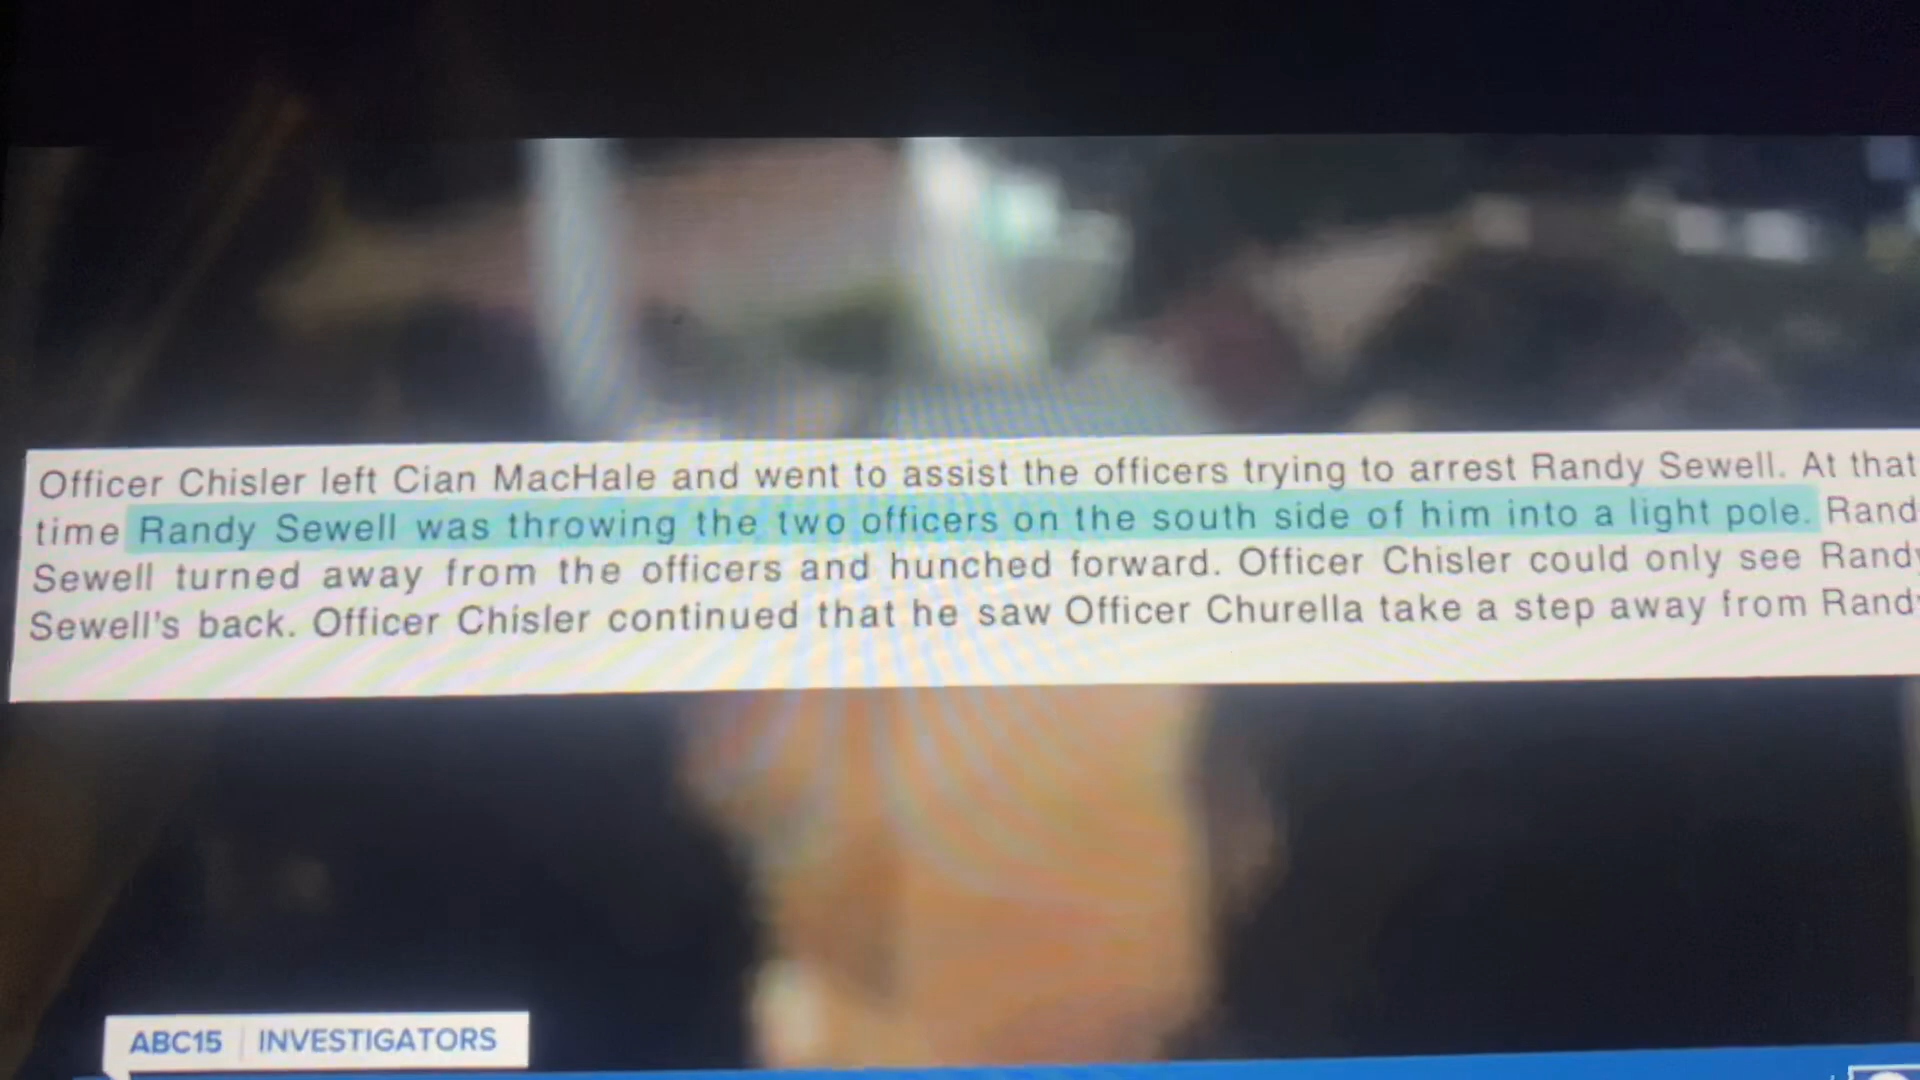 Officer Chisler left Cian MacHale and went to assist the officers trying to arrest Randy Sewell. At that
time Randy Sewell was throwing the two officers on the south side of him into a light pole. Rand
Sewell turned away from the officers and hunched forward. Officer Chisler could only see Randy
Sewell's back. Officer Chisler continued that he saw Officer Churella take a step away from Rand
ABC15 | INVESTIGATORS